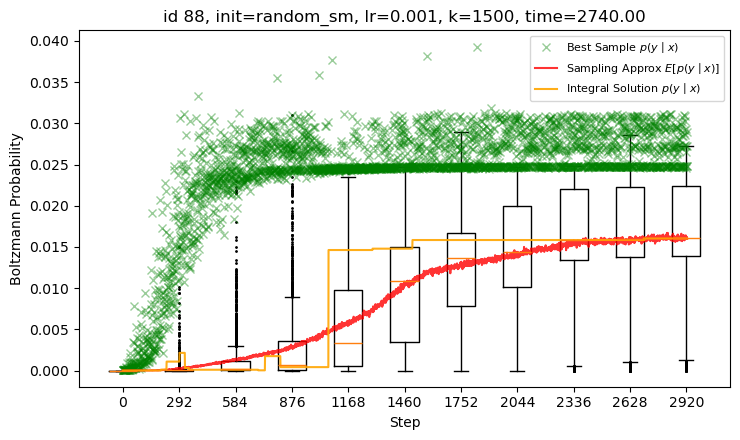 id 88, init=random_sm, lr=0.001, k=1500, time=2740.00
Boltzmann Probability
0.040
0.035
0.030
0.025
0.020
0.015
0.010
0.005
0.000
Best Sample p(y | x)
Sampling Approx E[p(y | x)]
Integral Solution p(y | x)
0 292 584 876 1168 1460 1752 2044 2336 2628 2920
Step